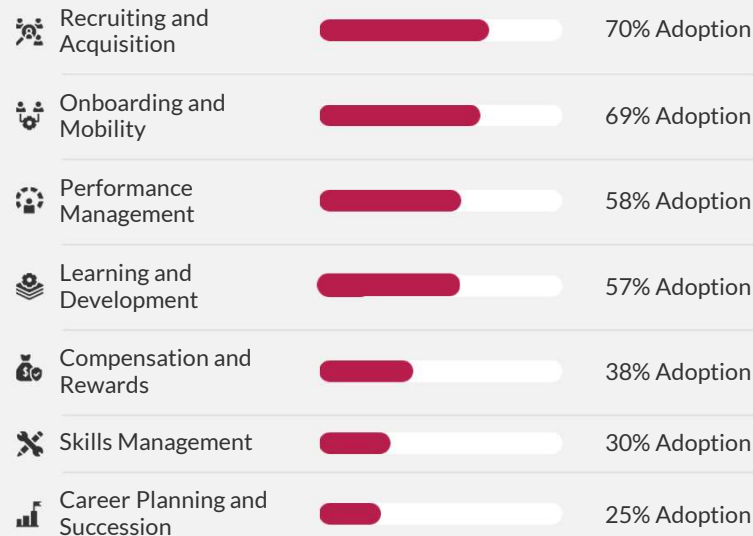 Recruiting and
Acquisition
70% Adoption
Onboarding and
Mobility
69% Adoption
Performance
Management
58% Adoption
Learning and
Development
57% Adoption
Compensation and
Rewards
38% Adoption
Skills Management
30% Adoption
Career Planning and
Succession
25% Adoption